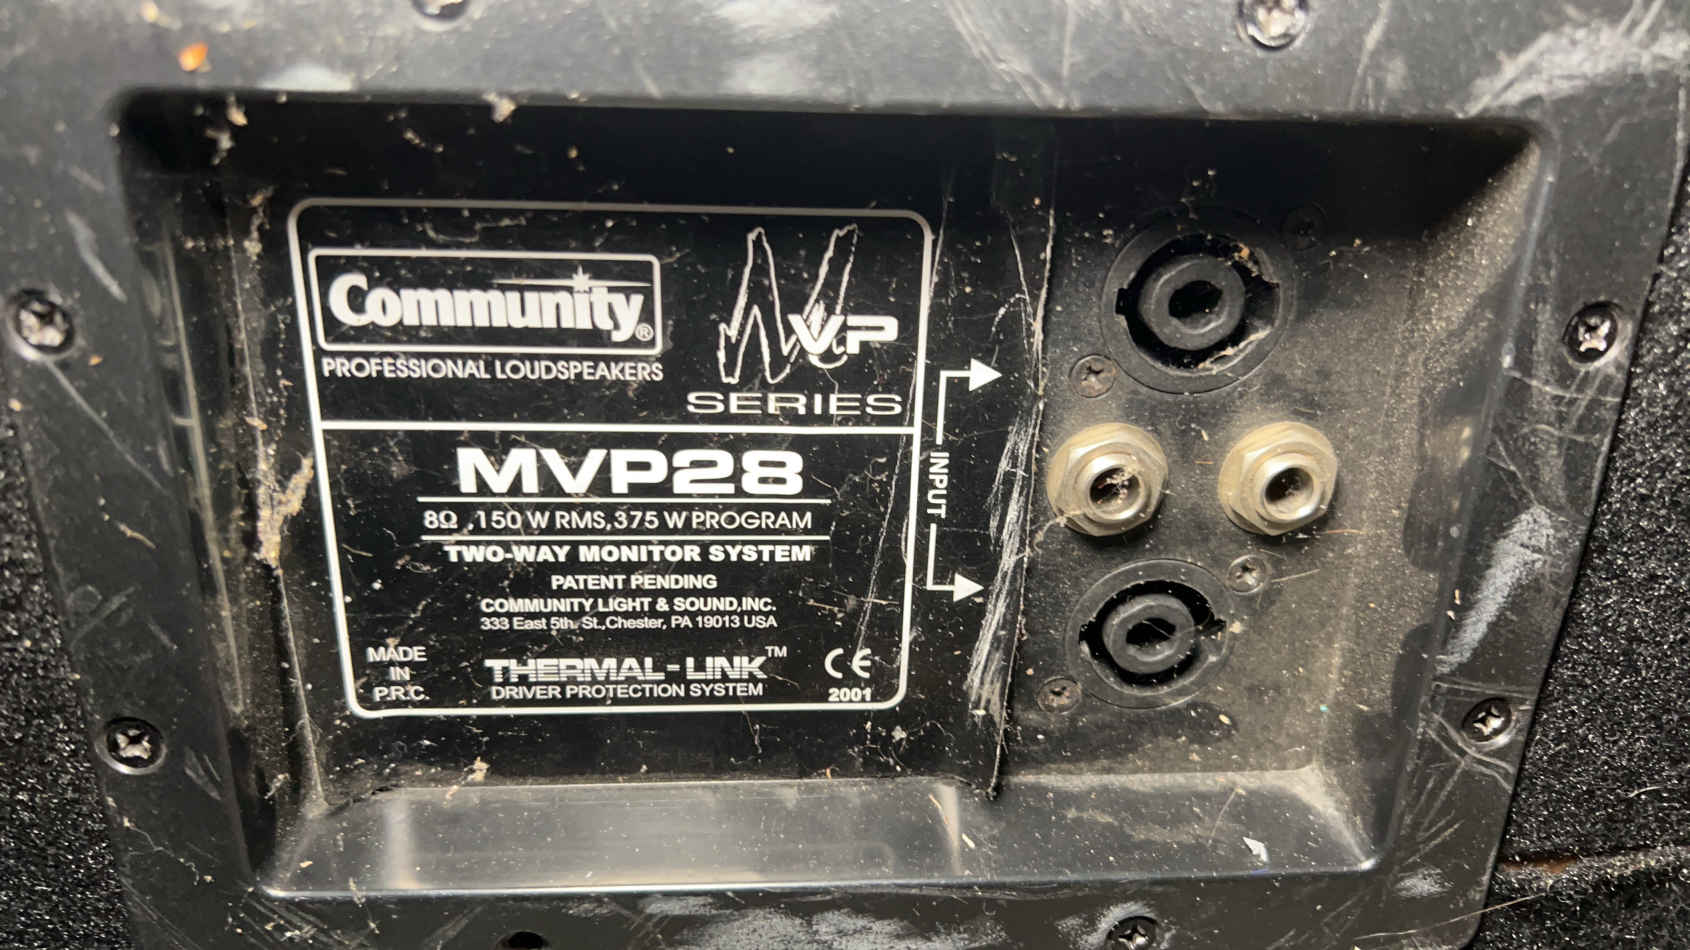 Community®
PROFESSIONAL LOUDSPEAKERS
MVP
SERIES
MVP28
8Ω ,150 W RMS,375 W PROGRAM
TWO-WAY MONITOR SYSTEM
PATENT PENDING
COMMUNITY LIGHT & SOUND,INC.
333 East 5th. St.,Chester, PA 19013 USA
MADE
IN
P.R.C.
THERMAL-LINK™
DRIVER PROTECTION SYSTEM
CE
2001
INPUT